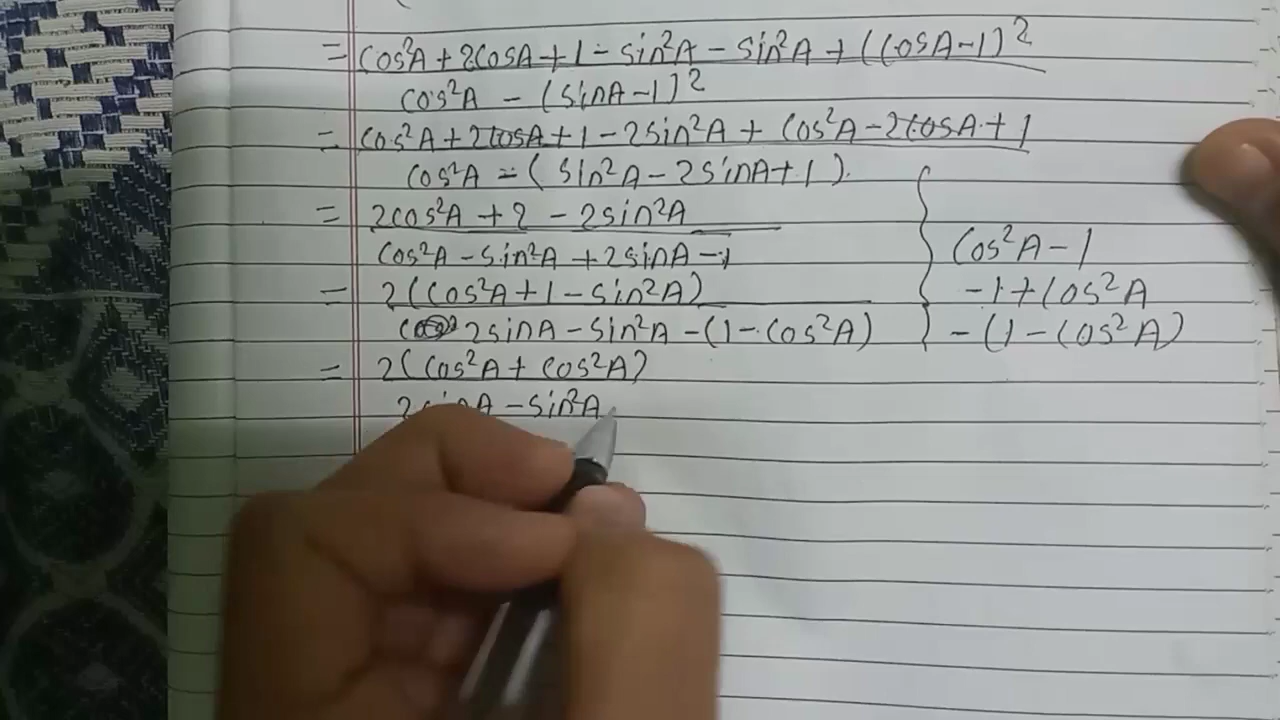 = cos²A + 2cosA + 1 - sin²A - sin²A + (cosA-1)²
cos²A - (sinA-1)²
= cos²A + 2cosA + 1 - 2sin²A + cos²A - 2cosA + 1
cos²A - (sin²A - 2sinA + 1)
= 2cos²A + 2 - 2sin²A
cos²A - sin²A + 2sinA - 1
= 2(cos²A + 1 - sin²A)
2sinA - sin²A - (1 - cos²A)
= 2(cos²A + cos²A)
2sinA - sin²A
cos²A - 1
-1 + cos²A
-(1 - cos²A)